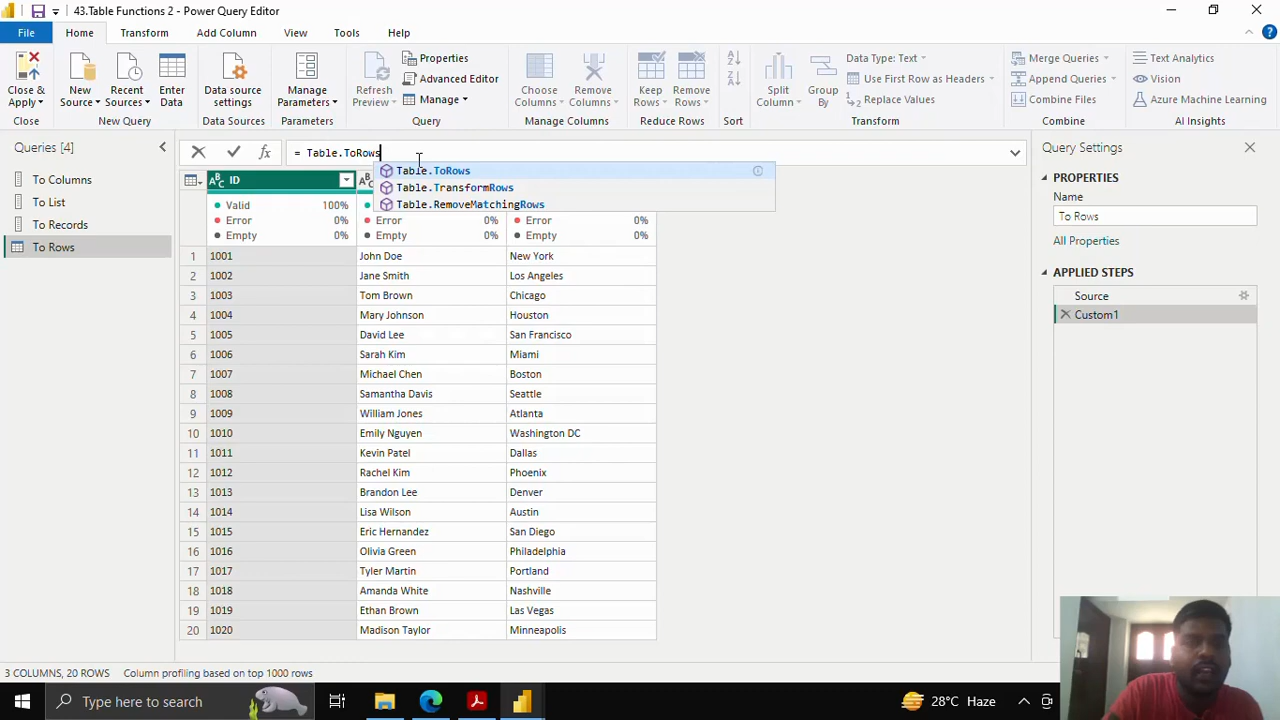 43.Table Functions 2 - Power Query Editor
File
Home
Transform
Add Column
View
Tools
Help
Close & Apply
New Source
Recent Sources
Enter Data
Data source settings
Manage Parameters
Refresh Preview
Properties
Advanced Editor
Manage
Choose Columns
Remove Columns
Keep Rows
Remove Rows
Split Column
Group By
Data Type: Text
Use First Row as Headers
Replace Values
Merge Queries
Append Queries
Combine Files
Text Analytics
Vision
Azure Machine Learning
Close
New Query
Data Sources
Parameters
Query
Manage Columns
Reduce Rows
Sort
Transform
Combine
AI Insights
Queries [4]
To Columns
To List
To Records
To Rows
= Table.ToRows
Table.ToRows
Table.TransformRows
Table.RemoveMatchingRows
ID
Valid 100%
Error 0% Error 0% Error 0%
Empty 0% Empty 0% Empty 0%
1 1001 John Doe New York
2 1002 Jane Smith Los Angeles
3 1003 Tom Brown Chicago
4 1004 Mary Johnson Houston
5 1005 David Lee San Francisco
6 1006 Sarah Kim Miami
7 1007 Michael Chen Boston
8 1008 Samantha Davis Seattle
9 1009 William Jones Atlanta
10 1010 Emily Nguyen Washington DC
11 1011 Kevin Patel Dallas
12 1012 Rachel Kim Phoenix
13 1013 Brandon Lee Denver
14 1014 Lisa Wilson Austin
15 1015 Eric Hernandez San Diego
16 1016 Olivia Green Philadelphia
17 1017 Tyler Martin Portland
18 1018 Amanda White Nashville
19 1019 Ethan Brown Las Vegas
20 1020 Madison Taylor Minneapolis
Query Settings
PROPERTIES
Name
To Rows
All Properties
APPLIED STEPS
Source
Custom1
3 COLUMNS, 20 ROWS Column profiling based on top 1000 rows
Type here to search
28°C Haze